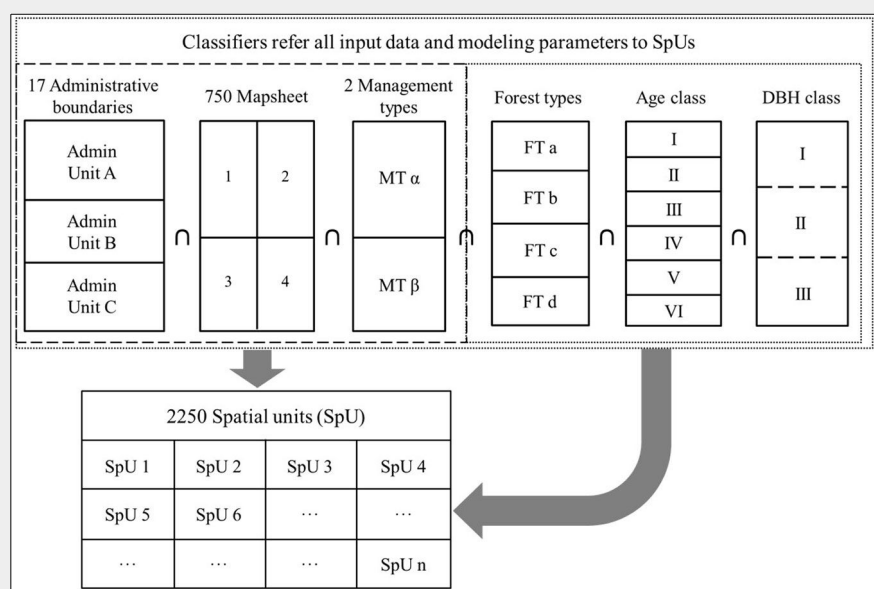 Classifiers refer all input data and modeling parameters to SpUs
17 Administrative
boundaries
750 Mapsheet
2 Management
types
Forest types
Age class
DBH class
Admin
Unit A
Admin
Unit B
Admin
Unit C
∩
1
2
3
4
∩
MT α
MT β
∩
FT a
FT b
FT c
FT d
∩
I
II
III
IV
V
VI
∩
I
II
III
2250 Spatial units (SpU)
SpU 1
SpU 2
SpU 3
SpU 4
SpU 5
SpU 6
…
…
…
…
…
SpU n